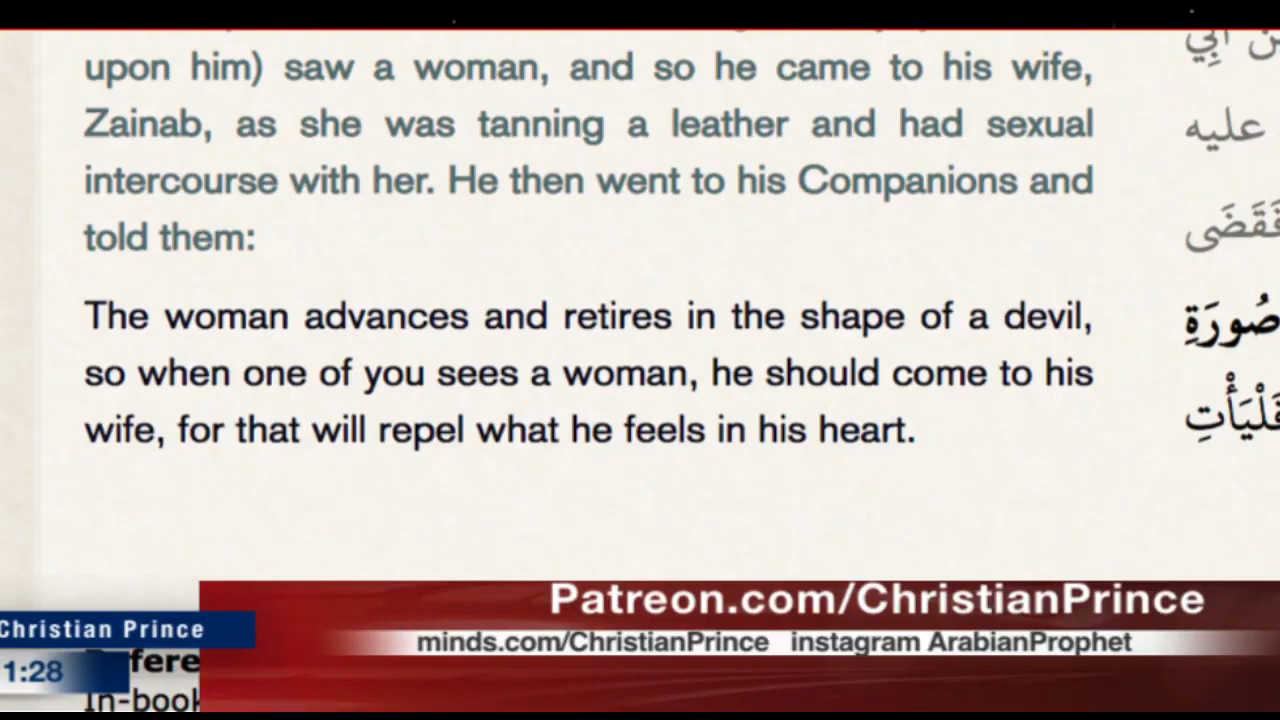 upon him) saw a woman, and so he came to his wife,
Zainab, as she was tanning a leather and had sexual
intercourse with her. He then went to his Companions and
told them:
The woman advances and retires in the shape of a devil,
so when one of you sees a woman, he should come to his
wife, for that will repel what he feels in his heart.
عليه
صُورَةِ
Patreon.com/ChristianPrince
Christian Prince
minds.com/ChristianPrince instagram ArabianProphet
1:28
In-book